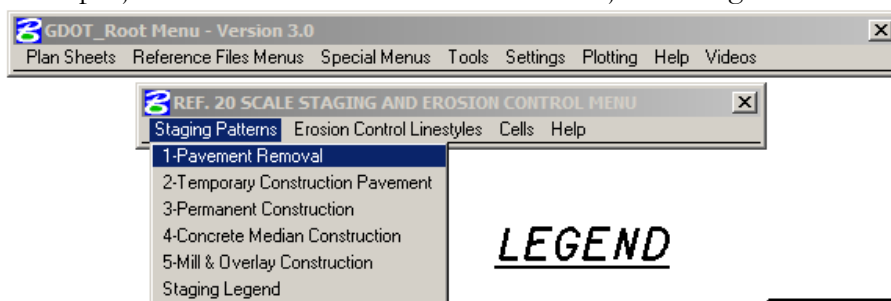 GDOT_Root Menu - Version 3.0
Plan Sheets Reference Files Menus Special Menus Tools Settings Plotting Help Videos
REF. 20 SCALE STAGING AND EROSION CONTROL MENU
Staging Patterns Erosion Control Linestyles Cells Help
1-Pavement Removal
2-Temporary Construction Pavement
3-Permanent Construction
4-Concrete Median Construction
5-Mill & Overlay Construction
Staging Legend
LEGEND